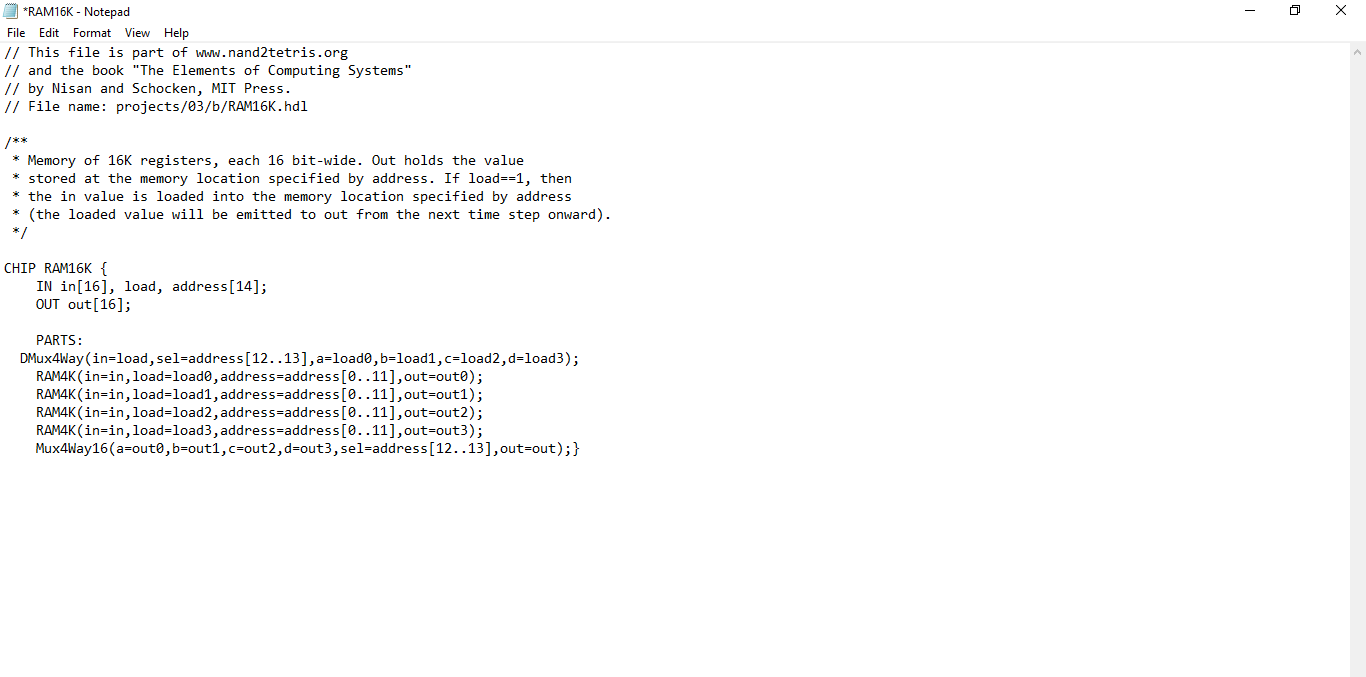 *RAM16K - Notepad
File Edit Format View Help
// This file is part of www.nand2tetris.org
// and the book "The Elements of Computing Systems"
// by Nisan and Schocken, MIT Press.
// File name: projects/03/b/RAM16K.hdl

/**
 * Memory of 16K registers, each 16 bit-wide. Out holds the value
 * stored at the memory location specified by address. If load==1, then
 * the in value is loaded into the memory location specified by address
 * (the loaded value will be emitted to out from the next time step onward).
 */

CHIP RAM16K {
    IN in[16], load, address[14];
    OUT out[16];

    PARTS:
  DMux4Way(in=load,sel=address[12..13],a=load0,b=load1,c=load2,d=load3);
    RAM4K(in=in,load=load0,address=address[0..11],out=out0);
    RAM4K(in=in,load=load1,address=address[0..11],out=out1);
    RAM4K(in=in,load=load2,address=address[0..11],out=out2);
    RAM4K(in=in,load=load3,address=address[0..11],out=out3);
    Mux4Way16(a=out0,b=out1,c=out2,d=out3,sel=address[12..13],out=out);}